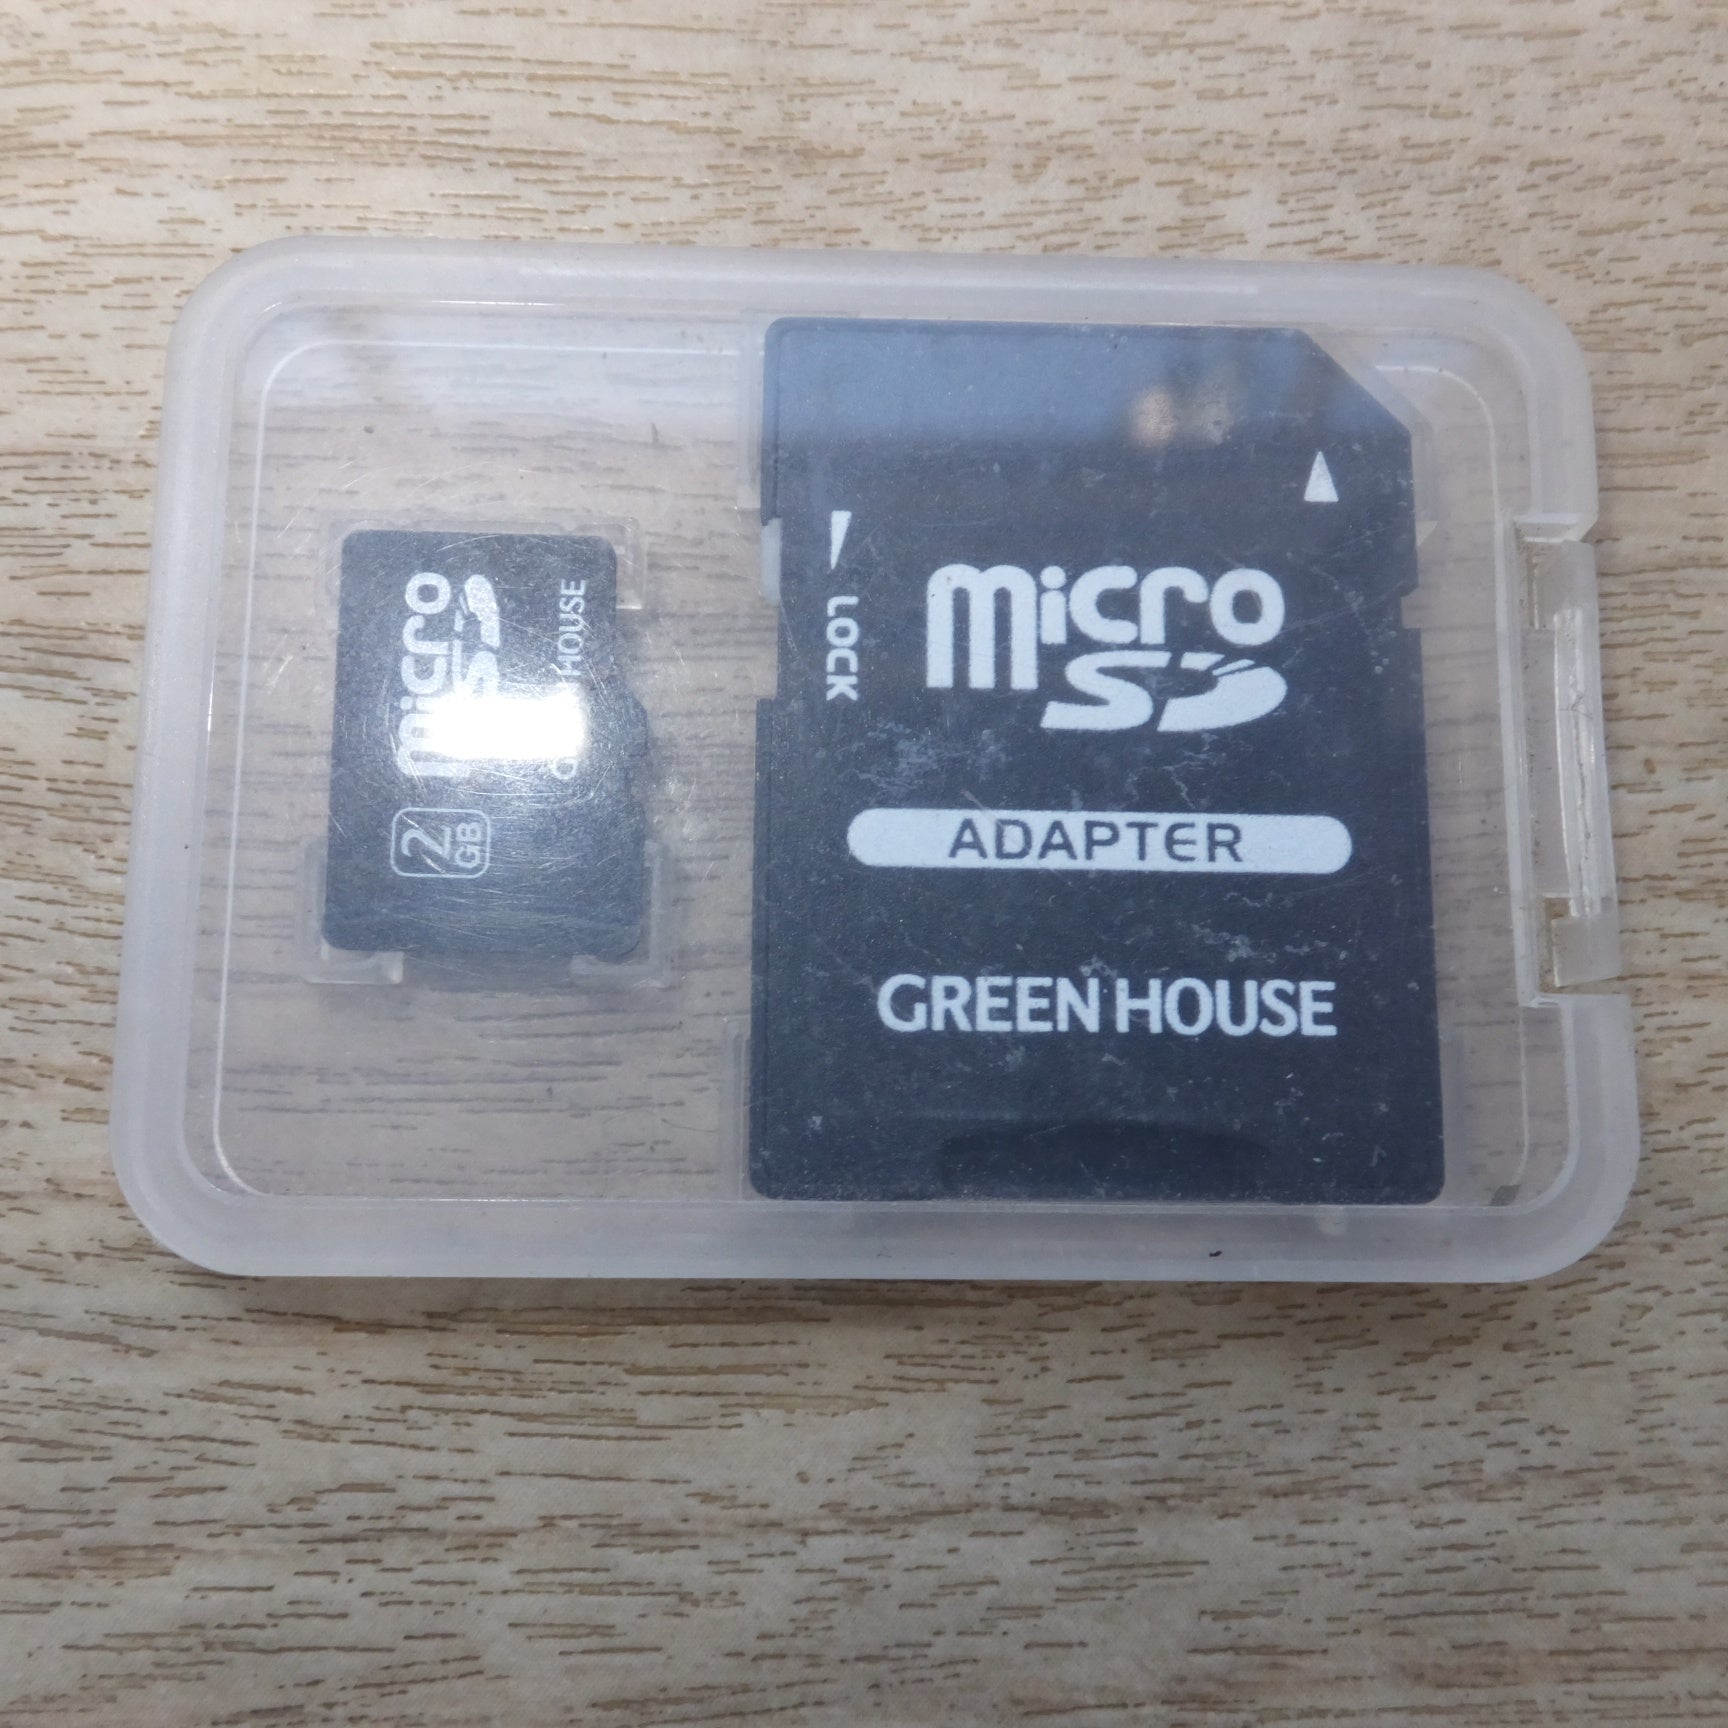 micro
SD
HOUSE
2
GB
LOCK
micro
SD
ADAPTER
GREEN HOUSE